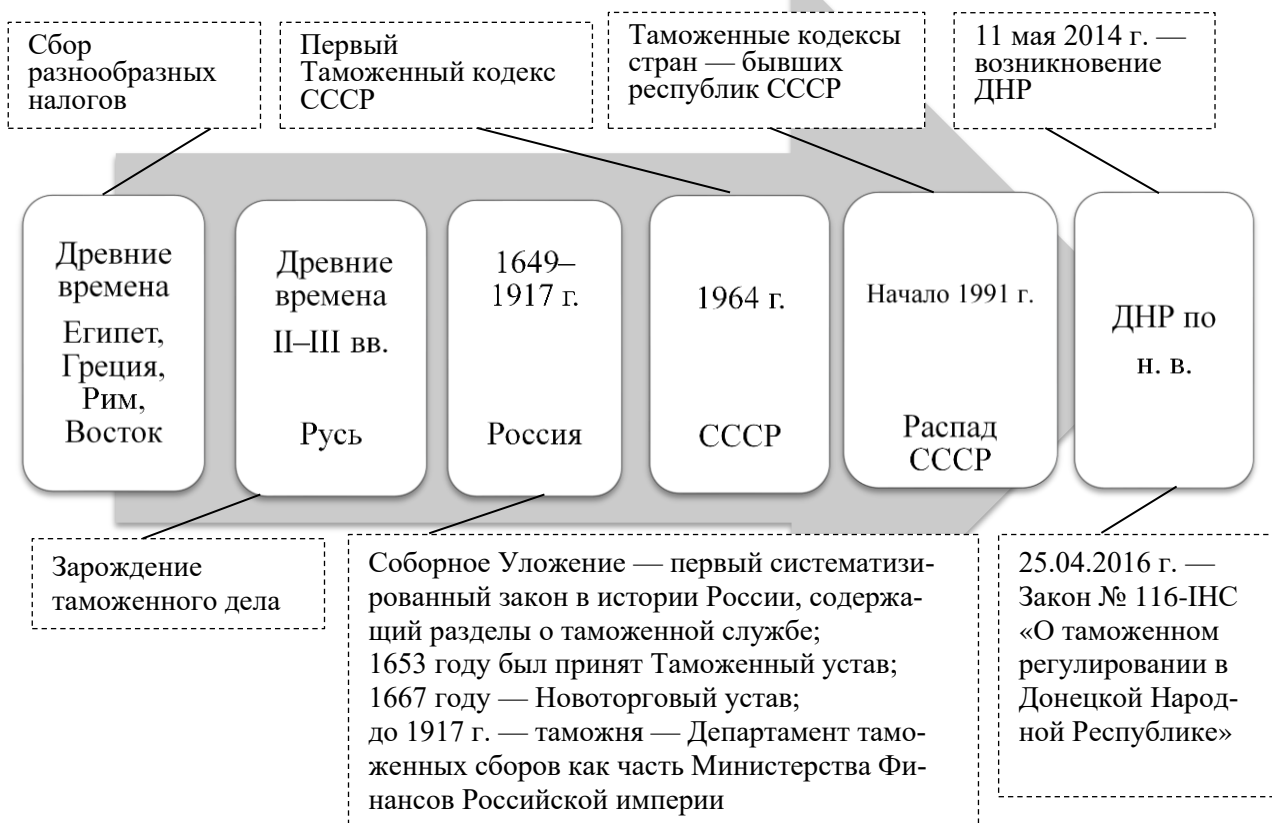 Сбор
разнообразных
налогов
Первый
Таможенный кодекс
СССР
Таможенные кодексы
стран — бывших
республик СССР
11 мая 2014 г. —
возникновение
ДНР
Древние
времена
Египет,
Греция,
Рим,
Восток
Древние
времена
II–III вв.
Русь
1649–
1917 г.
Россия
1964 г.
СССР
Начало 1991 г.
Распад
СССР
ДНР по
н. в.
Зарождение
таможенного дела
Соборное Уложение — первый системати­зи-
рованный закон в истории России, содержа-
щий разделы о таможенной службе;
1653 году был принят Таможенный устав;
1667 году — Новоторговый устав;
до 1917 г. — таможня — Департамент тамо-
женных сборов как часть Министерства Фи-
нансов Российской империи
25.04.2016 г. —
Закон № 116-IНС
«О таможенном
регулировании в
Донецкой Народ-
ной Республике»